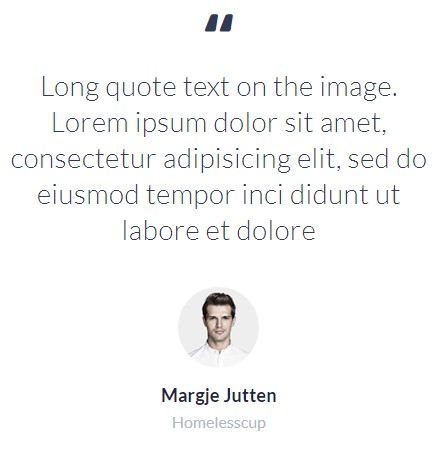 “
Long quote text on the image.
Lorem ipsum dolor sit amet,
consectetur adipisicing elit, sed do
eiusmod tempor inci didunt ut
labore et dolore
Margje Jutten
Homelesscup